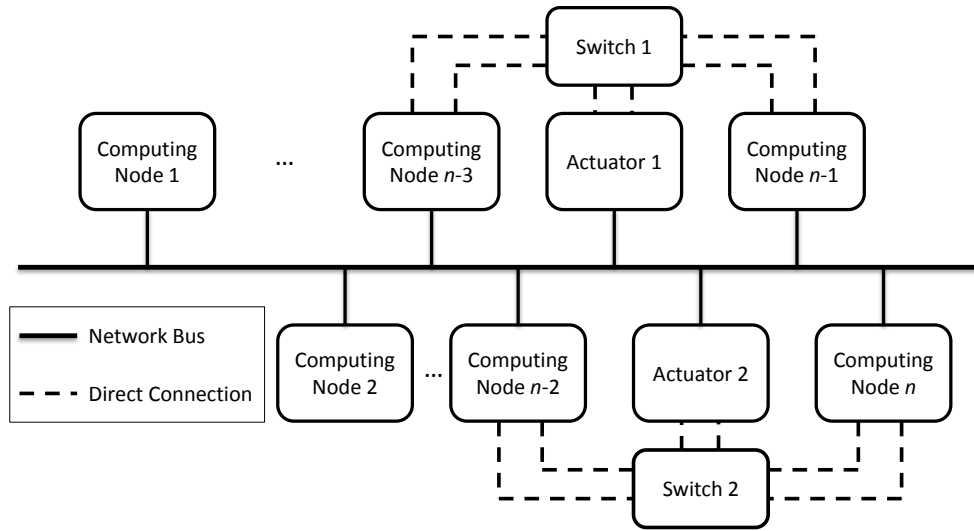 Switch 1
Computing
Node 1
...
Computing
Node n-3
Actuator 1
Computing
Node n-1
Network Bus
Direct Connection
Computing
Node 2
...
Computing
Node n-2
Actuator 2
Computing
Node n
Switch 2